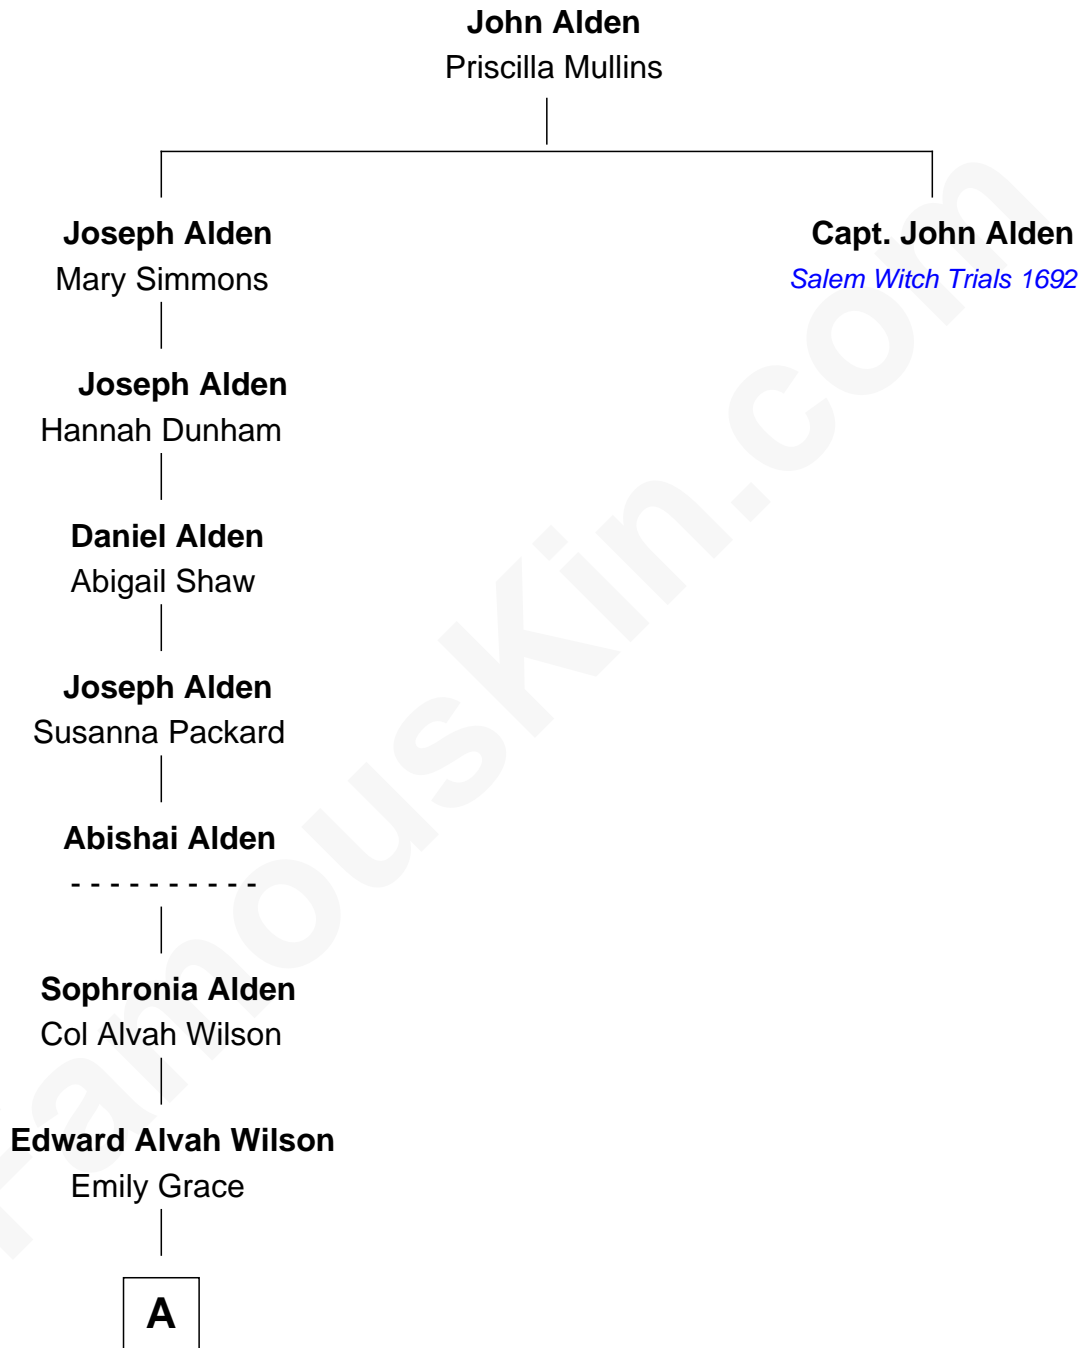 John Alden
Priscilla Mullins
Joseph Alden
Mary Simmons
Capt. John Alden
Salem Witch Trials 1692
Joseph Alden
Hannah Dunham
Daniel Alden
Abigail Shaw
Joseph Alden
Susanna Packard
Abishai Alden
- - - - - - - - - -
Sophronia Alden
Col Alvah Wilson
Edward Alvah Wilson
Emily Grace
A
FamousKin.com